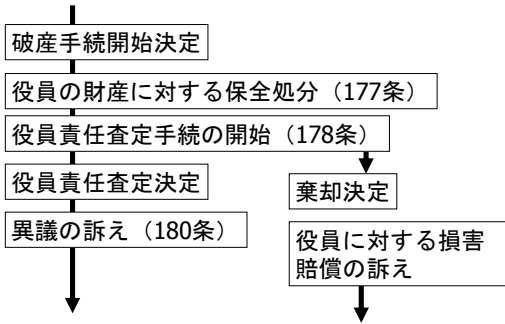 破産手続開始決定
役員の財産に対する保全処分（177条）
役員責任査定手続の開始（178条）
役員責任査定決定
異議の訴え（180条）
棄却決定
役員に対する損害
賠償の訴え